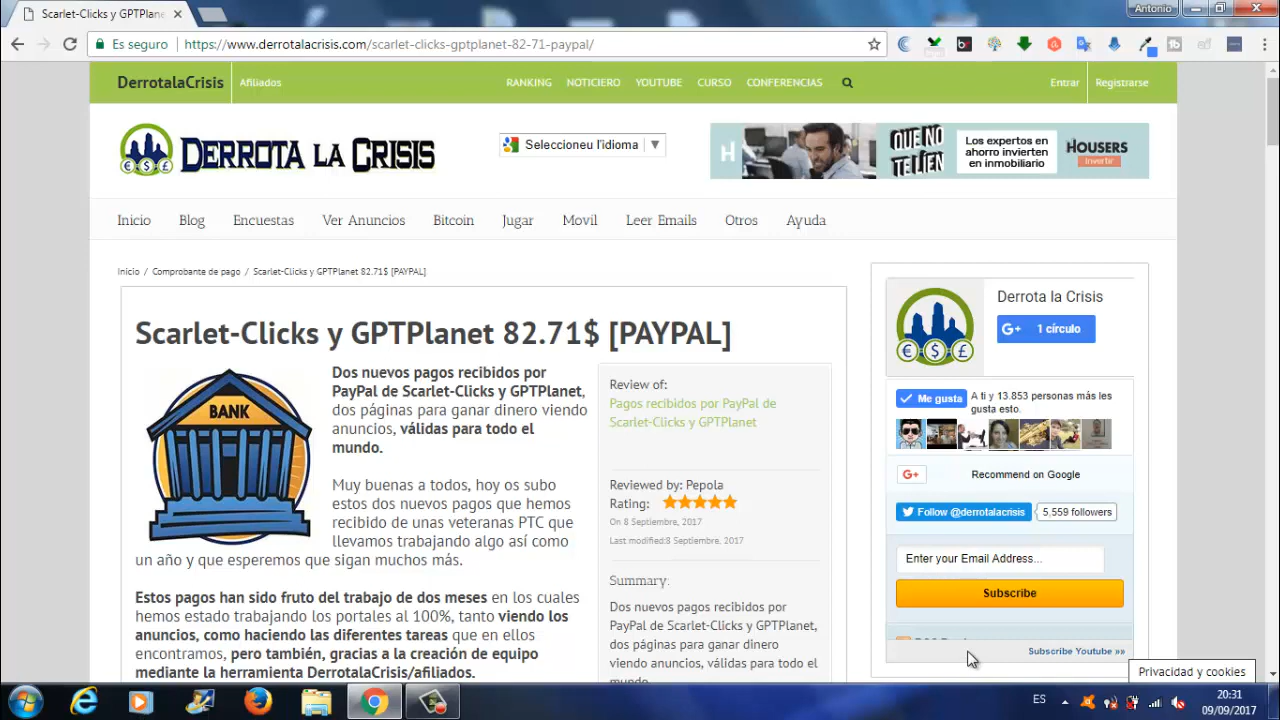 Scarlet-Clicks y GPTPlane
Antonio
Es seguro
https://www.derrotalacrisis.com/scarlet-clicks-gptplanet-82-71-paypal/
DerrotalaCrisis
Afiliados
RANKING NOTICIERO YOUTUBE CURSO CONFERENCIAS
Entrar Registrarse
DERROTA LA CRISIS
Seleccioneu l'idioma
H
QUE NO TE LÍEN
Los expertos en
ahorro invierten
en inmobiliario
HOUSERS
Invertir
Inicio Blog Encuestas Ver Anuncios Bitcoin Jugar Movil Leer Emails Otros Ayuda
Inicio / Comprobante de pago / Scarlet-Clicks y GPTPlanet 82.71$ [PAYPAL]
Scarlet-Clicks y GPTPlanet 82.71$ [PAYPAL]
BANK
Dos nuevos pagos recibidos por
PayPal de Scarlet-Clicks y GPTPlanet,
dos páginas para ganar dinero viendo
anuncios, válidas para todo el
mundo.
Muy buenas a todos, hoy os subo
estos dos nuevos pagos que hemos
recibido de unas veteranas PTC que
llevamos trabajando algo así como
un año y que esperemos que sigan muchos más.
Estos pagos han sido fruto del trabajo de dos meses en los cuales
hemos estado trabajando los portales al 100%, tanto viendo los
anuncios, como haciendo las diferentes tareas que en ellos
encontramos, pero también, gracias a la creación de equipo
mediante la herramienta DerrotalaCrisis/afiliados.
Review of:
Pagos recibidos por PayPal de
Scarlet-Clicks y GPTPlanet
Reviewed by: Pepola
Rating:
On 8 Septiembre, 2017
Last modified:8 Septiembre, 2017
Summary:
Dos nuevos pagos recibidos por
PayPal de Scarlet-Clicks y GPTPlanet,
dos páginas para ganar dinero
viendo anuncios, válidas para todo el
mundo.
Derrota la Crisis
G+ 1 círculo
Me gusta
A ti y 13.853 personas más les
gusta esto.
G+ Recommend on Google
Follow @derrotalacrisis
5.559 followers
Enter your Email Address...
Subscribe
Subscribe Youtube »»
Privacidad y cookies
ES
20:31
09/09/2017